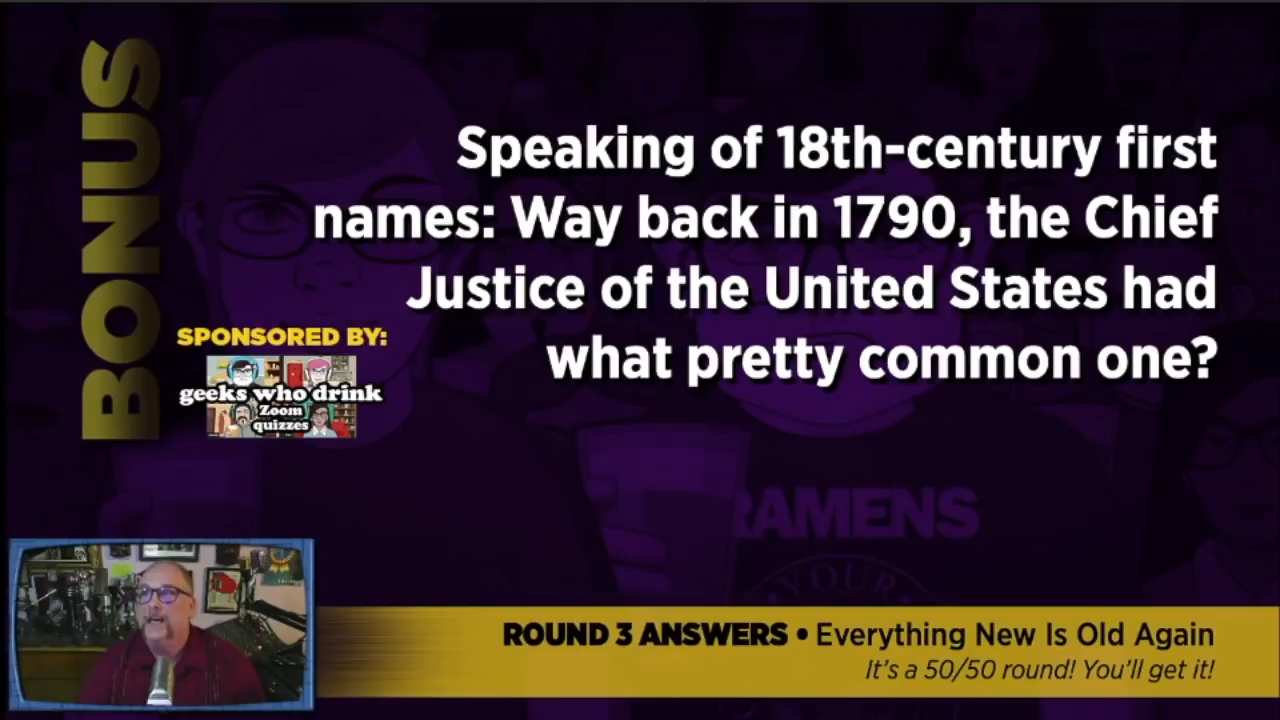 BONUS
Speaking of 18th-century first
names: Way back in 1790, the Chief
Justice of the United States had
what pretty common one?
SPONSORED BY:
geeks who drink
Zoom
quizzes
RAMENS
YOUR
ROUND 3 ANSWERS • Everything New Is Old Again
It's a 50/50 round! You'll get it!